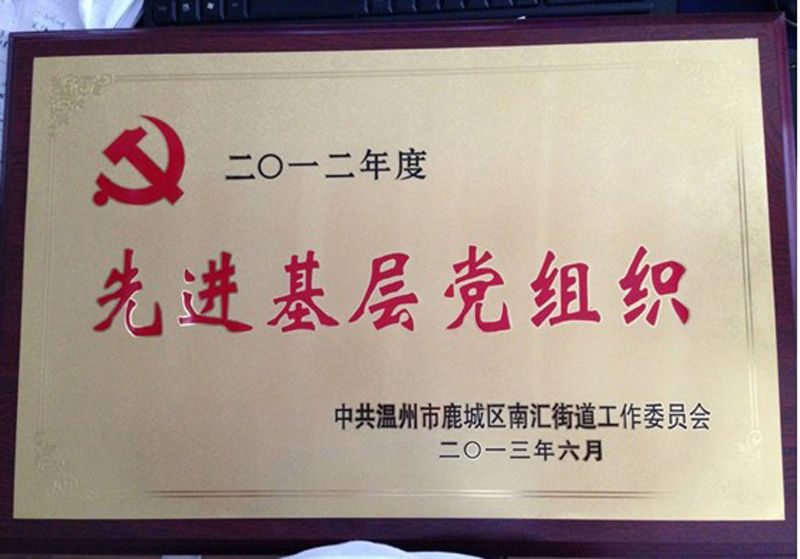 二〇一二年度
先进基层党组织
中共温州市鹿城区南汇街道工作委员会
二〇一三年六月